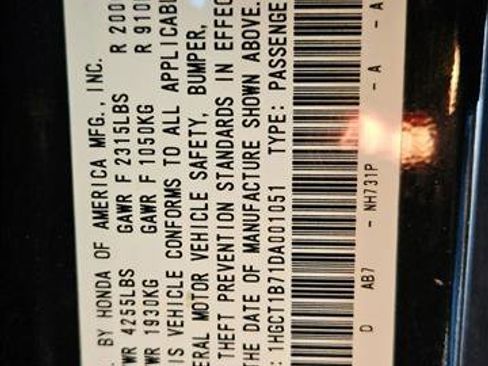 . BY HONDA OF AMERICA MFG., INC.
WR 4255LBS GAWR F 2315LBS R 200
WR 1930KG GAWR F 1050KG R 910
IS VEHICLE CONFORMS TO ALL APPLICAB
ERAL MOTOR VEHICLE SAFETY, BUMPER,
THEFT PREVENTION STANDARDS IN EFFEC
THE DATE OF MANUFACTURE SHOWN ABOVE.
: 1HGCT1B71DA001051 TYPE: PASSENGE
D AB7 - NH731P - A - A